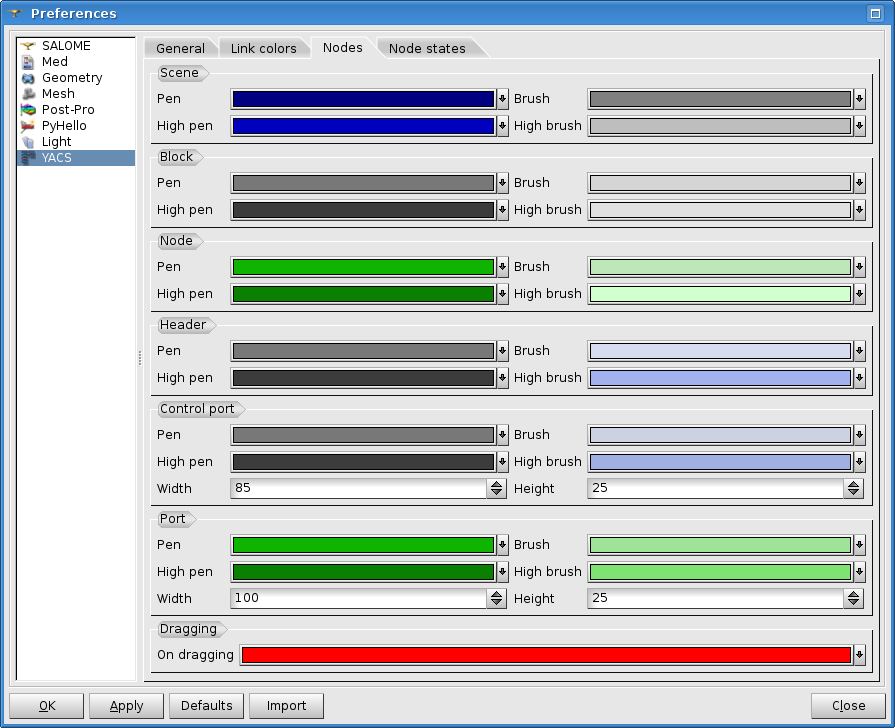 Preferences
SALOME
Med
Geometry
Mesh
Post-Pro
PyHello
Light
YACS
General Link colors Nodes Node states
Scene
Pen Brush
High pen High brush
Block
Pen Brush
High pen High brush
Node
Pen Brush
High pen High brush
Header
Pen Brush
High pen High brush
Control port
Pen Brush
High pen High brush
Width 85 Height 25
Port
Pen Brush
High pen High brush
Width 100 Height 25
Dragging
On dragging
OK Apply Defaults Import Close